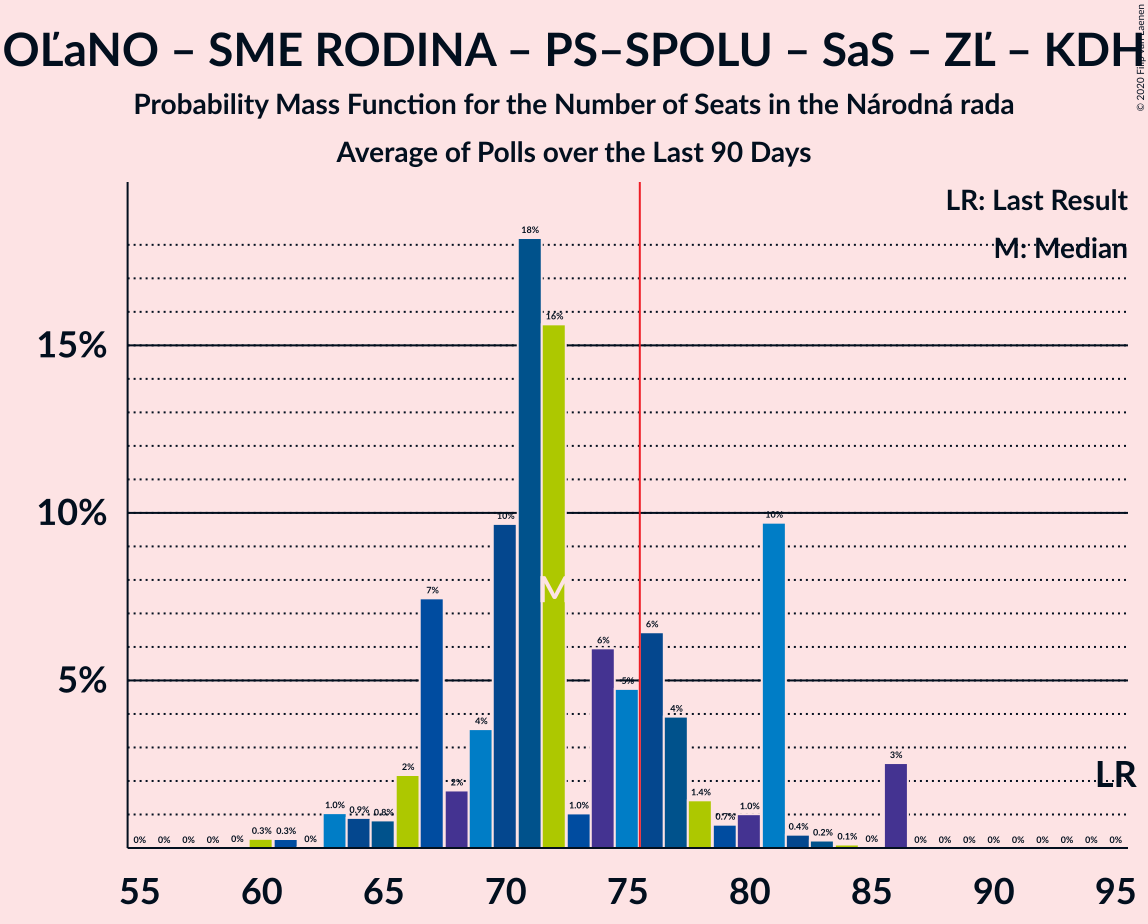 OĽaNO – SME RODINA – PS–SPOLU – SaS – ZĽ – KDH
© 2020 Filip van Laenen
Probability Mass Function for the Number of Seats in the Národná rada
Average of Polls over the Last 90 Days
LR: Last Result
M: Median
18%
16%
15%
10%
10%
10%
7%
6%
6%
5%
5%
4%
4%
3%
2%
2%
1.4%
1.0%
0.9%
0.8%
1.0%
0.7%
1.0%
0.4%
0.2%
0.1%
0.3%
0.3%
M
LR
0% 0% 0% 0% 0% 0% 0% 0% 0% 0% 0% 0% 0% 0% 0% 0%
55 60 65 70 75 80 85 90 95